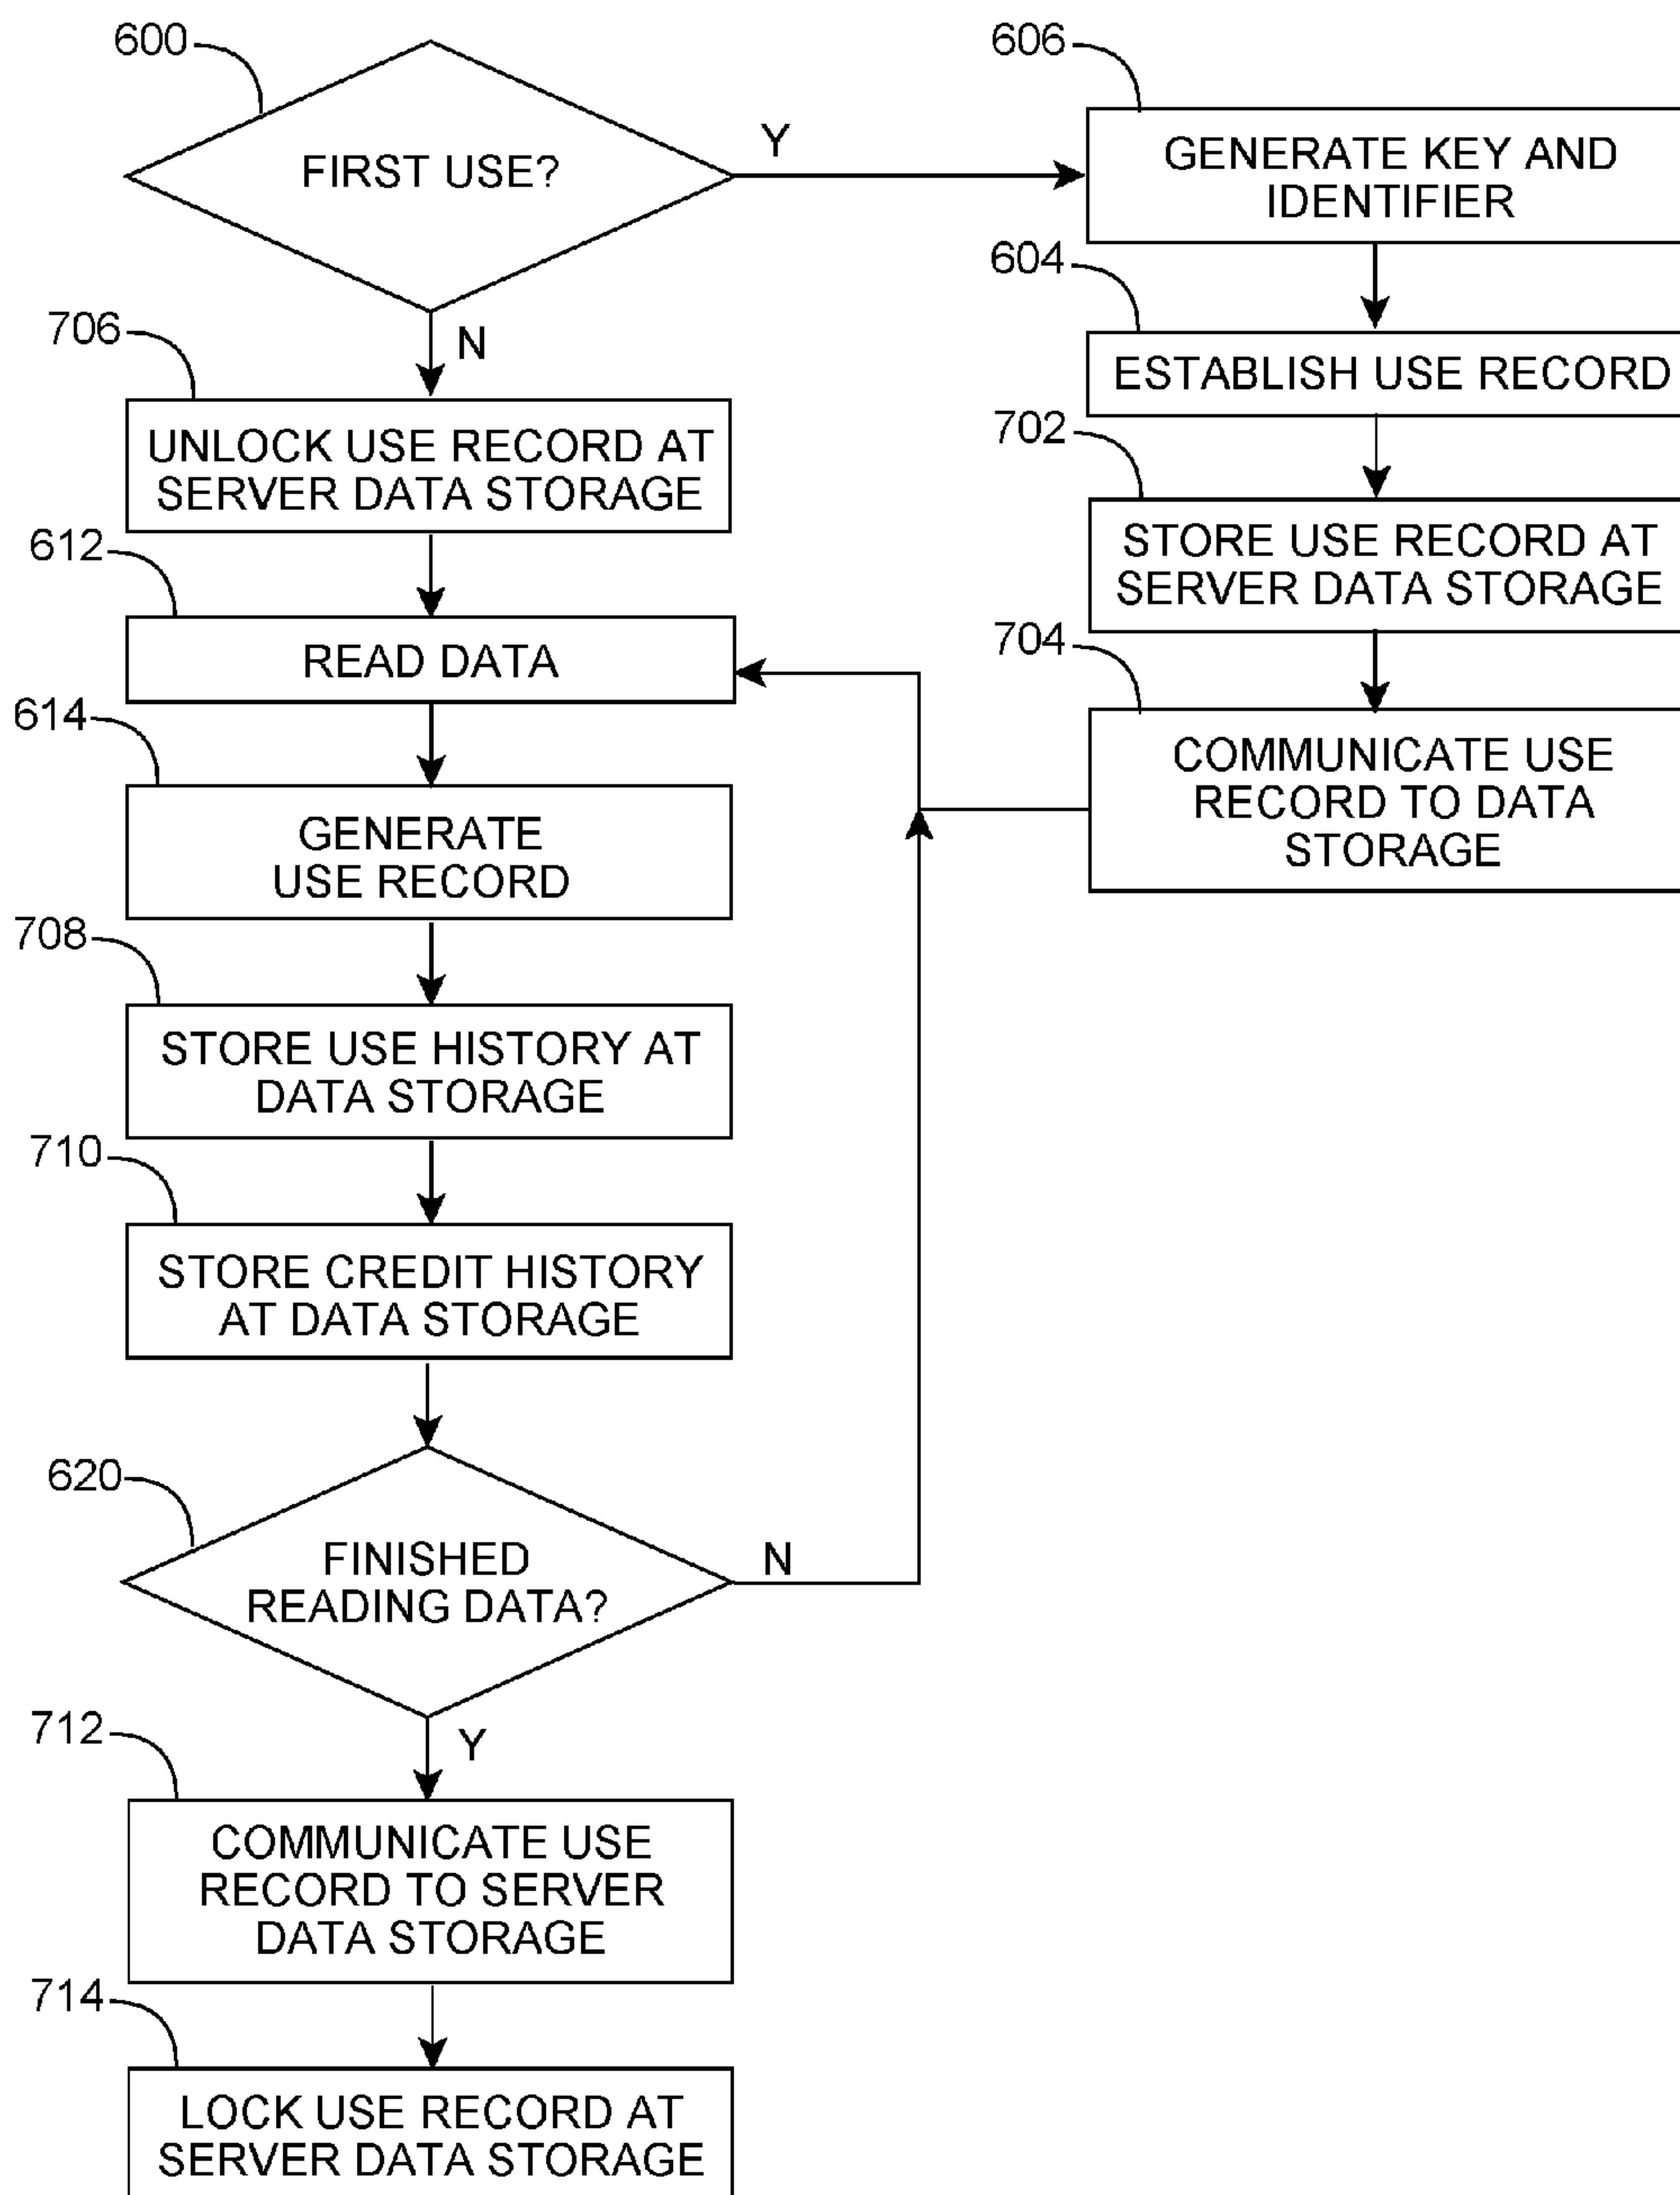 600
FIRST USE?
Y
N
606
GENERATE KEY AND
IDENTIFIER
604
ESTABLISH USE RECORD
702
STORE USE RECORD AT
SERVER DATA STORAGE
704
COMMUNICATE USE
RECORD TO DATA
STORAGE
706
UNLOCK USE RECORD AT
SERVER DATA STORAGE
612
READ DATA
614
GENERATE
USE RECORD
708
STORE USE HISTORY AT
DATA STORAGE
710
STORE CREDIT HISTORY
AT DATA STORAGE
620
FINISHED
READING DATA?
N
Y
712
COMMUNICATE USE
RECORD TO SERVER
DATA STORAGE
714
LOCK USE RECORD AT
SERVER DATA STORAGE